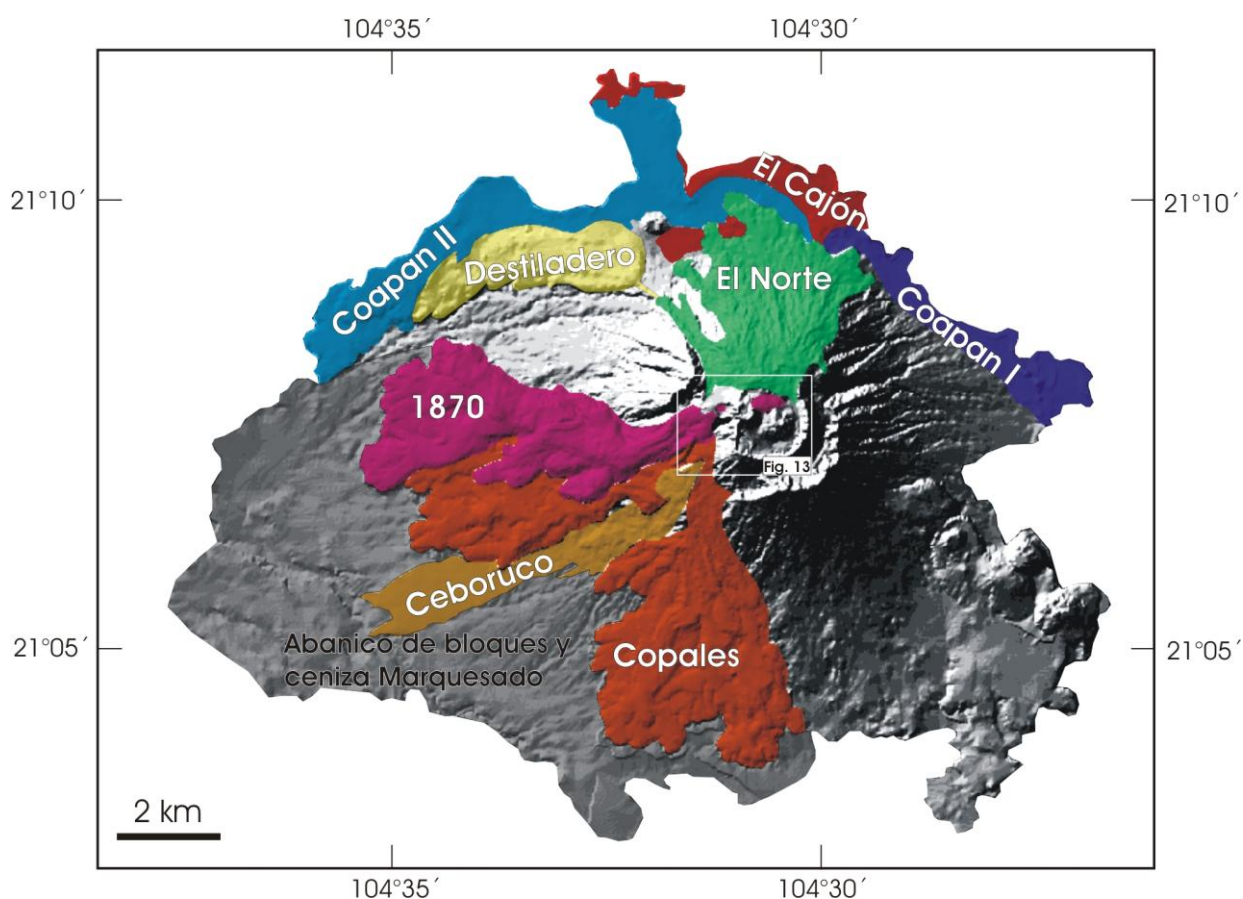 104°35´
104°30´
21°10´
21°10´
El Cajón
Coapan II
Destiladero
El Norte
Coapan I
1870
Fig. 13
Ceboruco
Abanico de bloques y
ceniza Marquesado
Copales
21°05´
21°05´
2 km
104°35´
104°30´